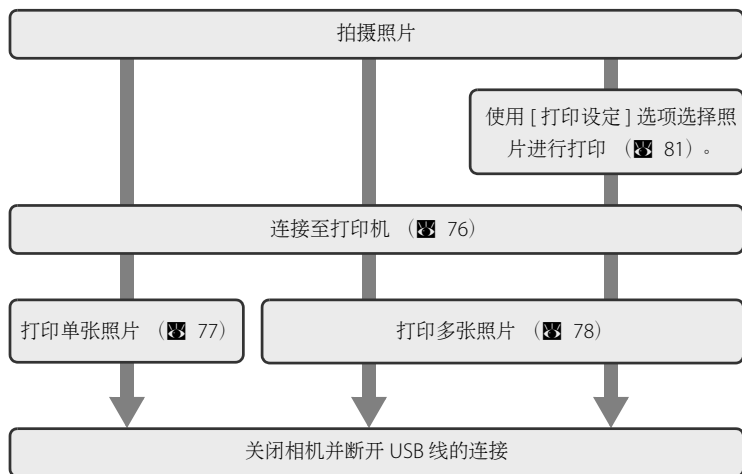 拍摄照片
使用 [ 打印设定 ] 选项选择照
片进行打印 （ 81）。
连接至打印机 （ 76）
打印单张照片 （ 77）
打印多张照片 （ 78）
关闭相机并断开 USB 线的连接